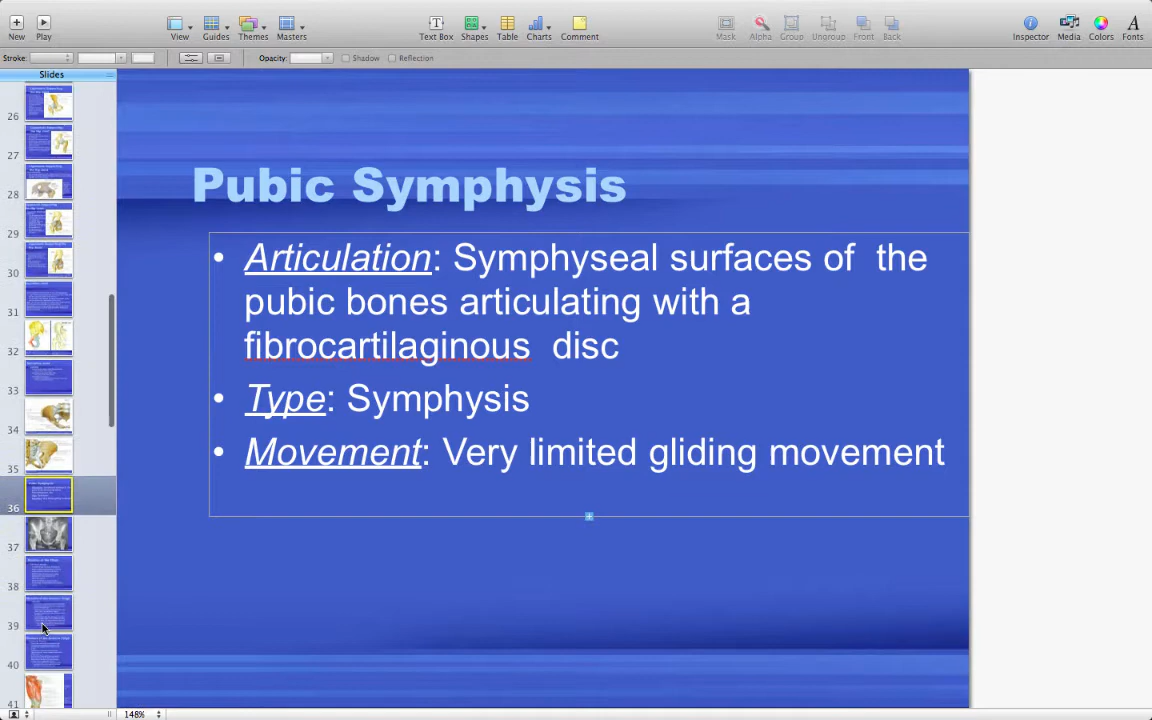 New Play View Guides Themes Masters Text Box Shapes Table Charts Comment Mask Alpha Group Ungroup Front Back Inspector Media Colors Fonts
Stroke: Opacity: Shadow Reflection
Slides
Pubic Symphysis
• Articulation: Symphyseal surfaces of the
pubic bones articulating with a
fibrocartilaginous disc
• Type: Symphysis
• Movement: Very limited gliding movement
26
27
28
29
30
31
32
33
34
35
36
37
38
39
40
41
148%